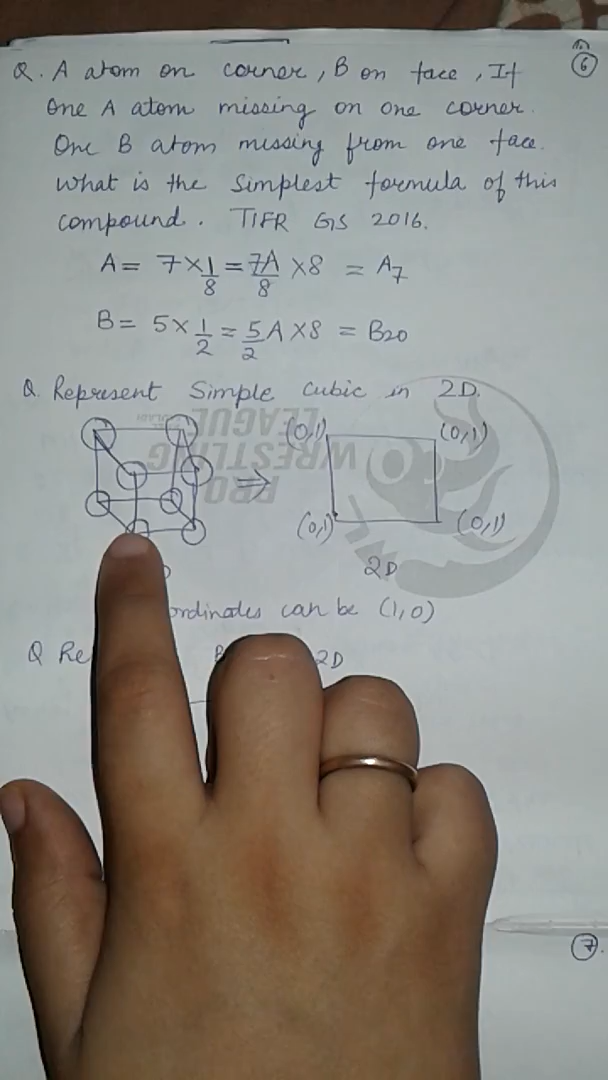 6
Q. A atom on corner, B on face, If
one A atom missing on one corner.
One B atom missing from one face.
What is the simplest formula of this
compound. TIFR GS 2016.
A = 7 × 1/8 = 7A/8 × 8 = A7
B = 5 × 1/2 = 5/2 A × 8 = B20
Q. Represent Simple Cubic in 2D.
PRO
WRESTLING
LEAGUE
(0,1) (0,1)
⇒
(0,1) (0,1)
2D
ordinates can be (1,0)
Q Re 2D
7.